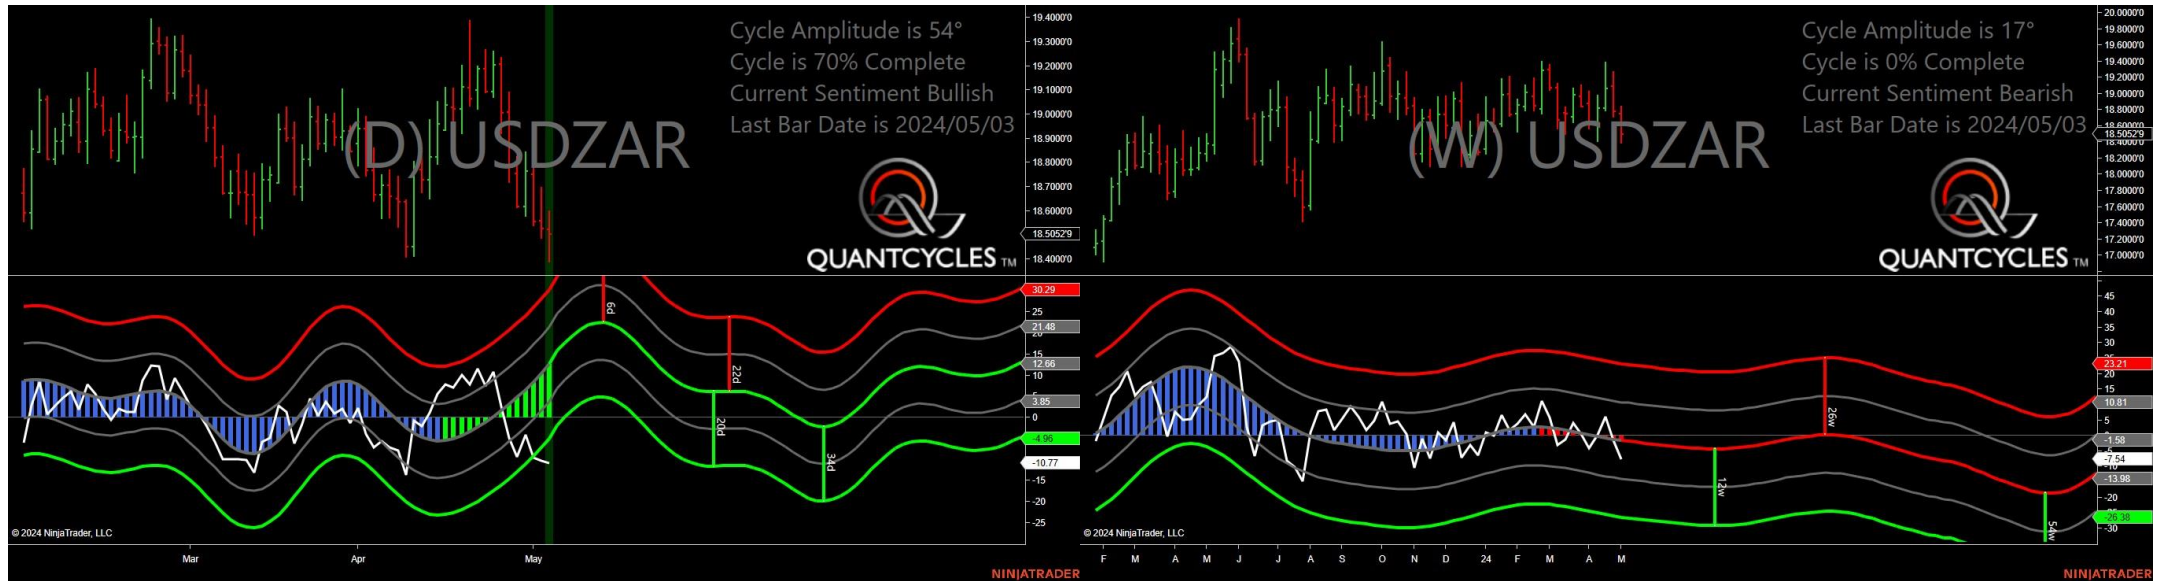 Cycle Amplitude is 54°
Cycle is 70% Complete
Current Sentiment Bullish
Last Bar Date is 2024/05/03
(D) USDZAR
QUANTCYCLES TM
19.4000'0
19.3000'0
19.2000'0
19.1000'0
19.0000'0
18.9000'0
18.8000'0
18.7000'0
18.6000'0
18.5052'9
18.4000'0
30.29
25
21.48
15
12.66
10
3.85
0
-4.96
-10.77
-15
-20
-25
6d
22d
20d
34d
© 2024 NinjaTrader, LLC
Mar
Apr
May
NINJATRADER
Cycle Amplitude is 17°
Cycle is 0% Complete
Current Sentiment Bearish
Last Bar Date is 2024/05/03
(W) USDZAR
QUANTCYCLES TM
20.0000'0
19.8000'0
19.6000'0
19.4000'0
19.2000'0
19.0000'0
18.8000'0
18.6000'0
18.5052'9
18.4000'0
18.2000'0
18.0000'0
17.8000'0
17.6000'0
17.4000'0
17.2000'0
17.0000'0
45
40
35
30
23.21
20
15
10.81
5
-1.58
-7.54
-10
-13.98
-20
-26.38
-30
26w
12w
54w
© 2024 NinjaTrader, LLC
F M A M J J A S O N D 24 F M A M
NINJATRADER